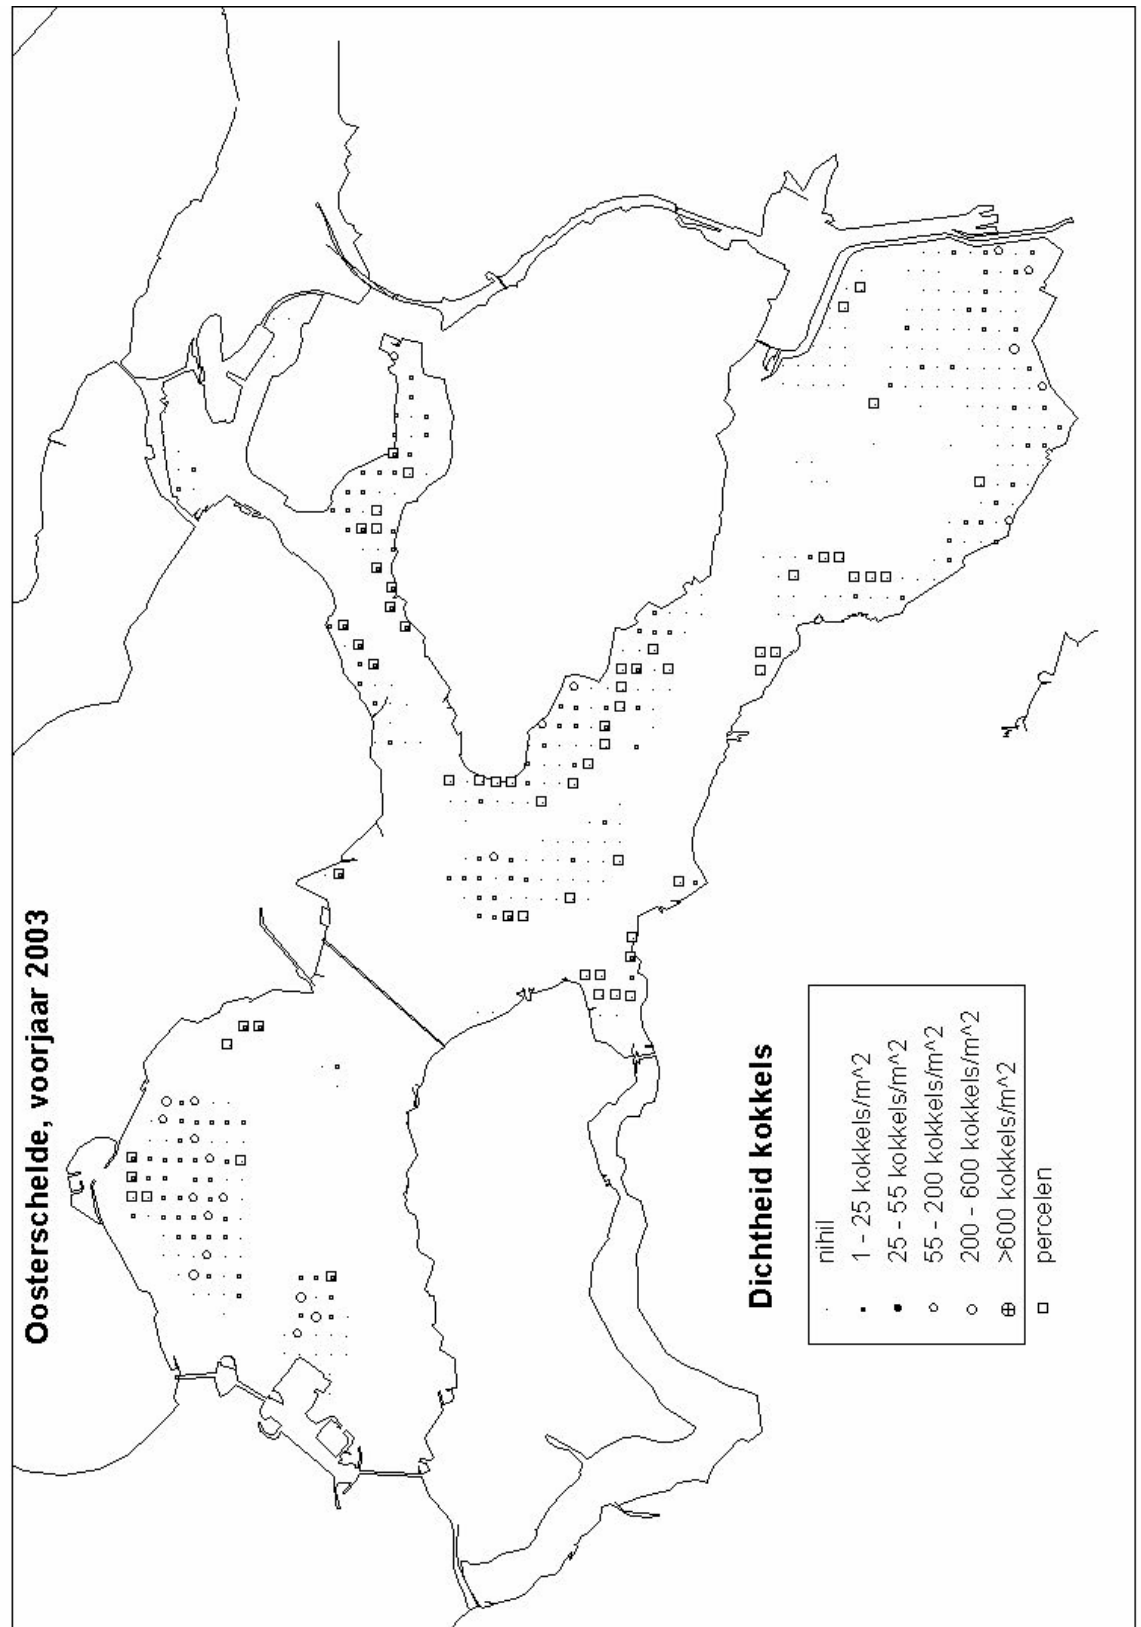 Oosterschelde, voorjaar 2003
Dichtheid kokkels
nihil
1 - 25 kokkels/m^2
25 - 55 kokkels/m^2
55 - 200 kokkels/m^2
200 - 600 kokkels/m^2
>600 kokkels/m^2
percelen